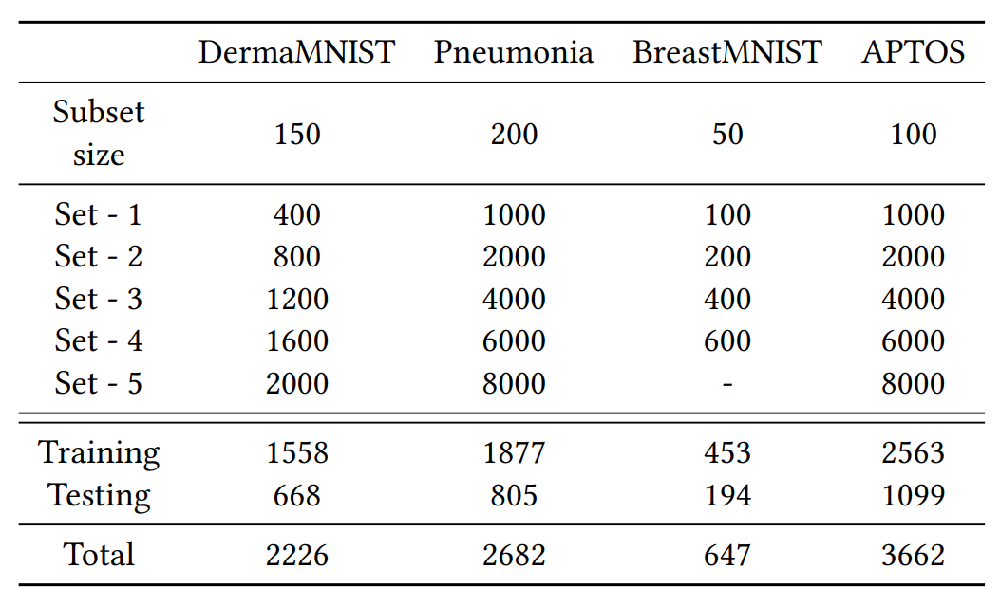 DermaMNIST Pneumonia BreastMNIST APTOS
Subset
size 150 200 50 100
Set - 1 400 1000 100 1000
Set - 2 800 2000 200 2000
Set - 3 1200 4000 400 4000
Set - 4 1600 6000 600 6000
Set - 5 2000 8000 - 8000
Training 1558 1877 453 2563
Testing 668 805 194 1099
Total 2226 2682 647 3662